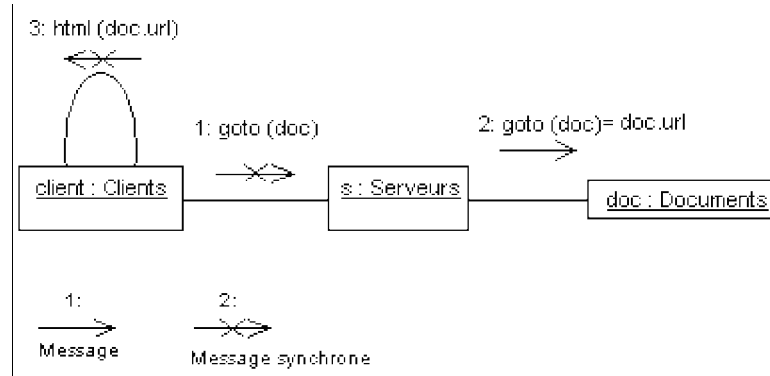 3: html (doc.url)
1: goto (doc)
2: goto (doc)= doc.url
client : Clients
s : Serveurs
doc : Documents
1:
2:
Message
Message synchrone